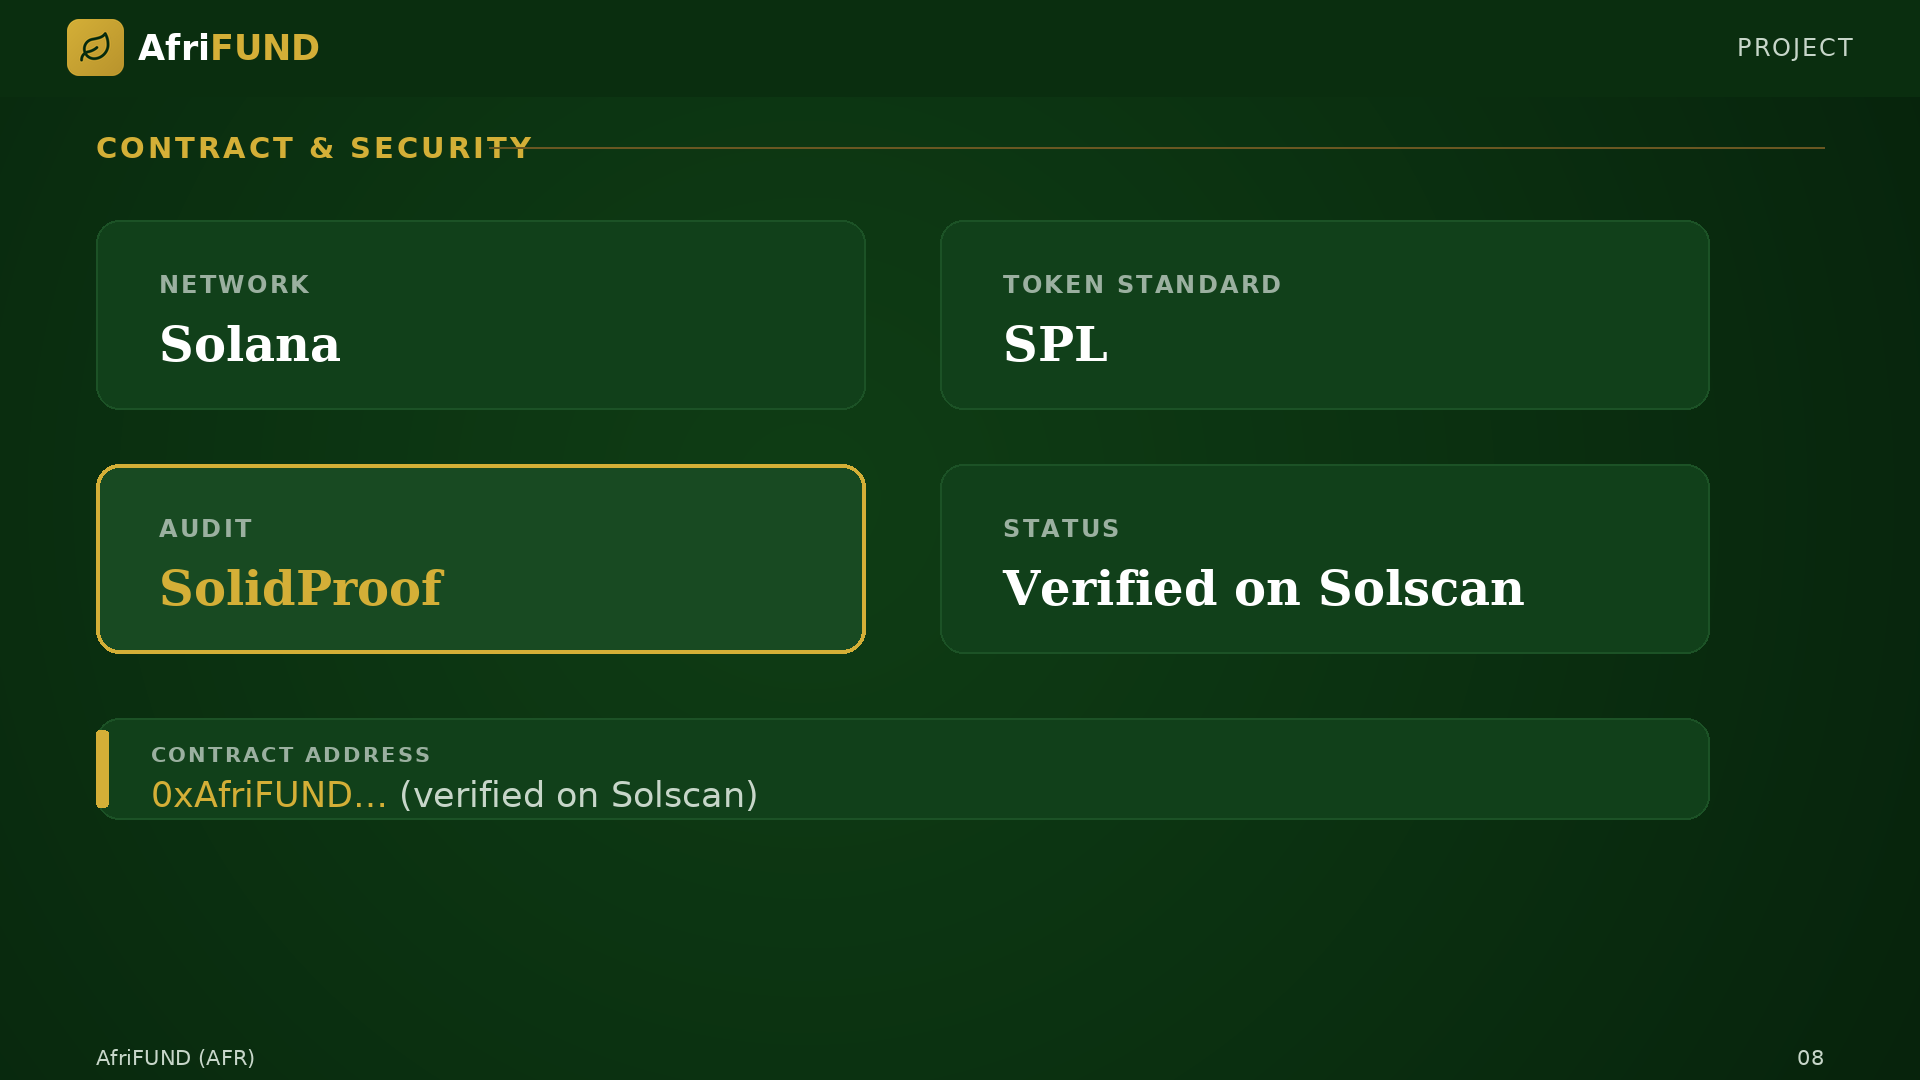 AfriFUND
PROJECT
CONTRACT & SECURITY
NETWORK
Solana
TOKEN STANDARD
SPL
AUDIT
SolidProof
STATUS
Verified on Solscan
CONTRACT ADDRESS
0xAfriFUND... (verified on Solscan)
AfriFUND (AFR)
08